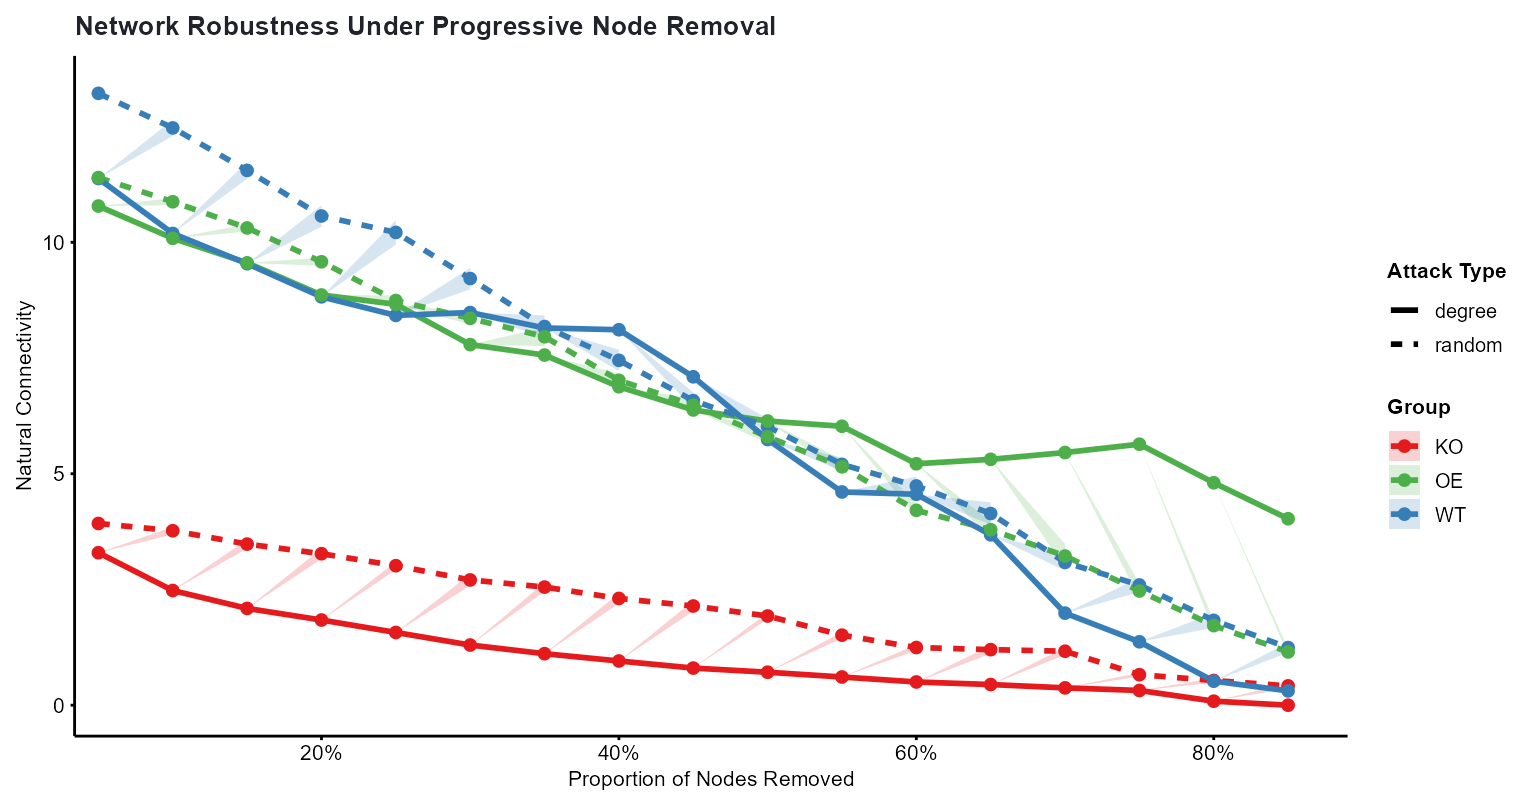 Network Robustness Under Progressive Node Removal
Natural Connectivity
10
5
0
20%
40%
60%
80%
Proportion of Nodes Removed
Attack Type
degree
random
Group
KO
OE
WT